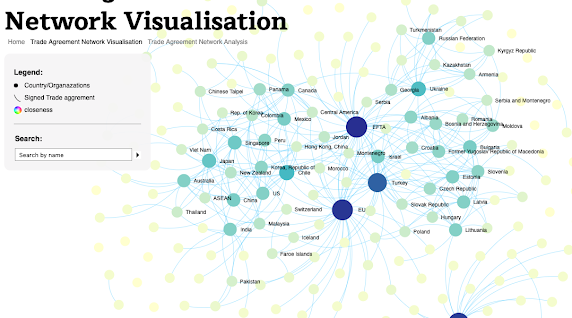 Network Visualisation
Home Trade Agreement Network Visualisation Trade Agreement Network Analysis
Legend:
Country/Organazations
Signed Trade aggrement
closeness
Search:
Search by name
Turkmenistan
Russian Federation
Kyrgyz Republic
Kazakhstan
Armenia
Georgia
Ukraine
Chinese Taipei
Panama
Canada
Serbia
Serbia and Montenegro
Rep. of Korea
Colombia
Mexico
Central America
EFTA
Albania
Bosnia and Herzegovina
Romania
Moldova
Costa Rica
Singapore
Peru
Jordan
Hong Kong, China
Viet Nam
Japan
Montenegro
Israel
Croatia
Bulgaria
Former Yugoslav Republic of Macedonia
New Zealand
Korea, Republic of
Chile
Morocco
Australia
Turkey
Estonia
Slovenia
Czech Republic
ASEAN
China
US
Slovak Republic
Latvia
Thailand
Switzerland
EU
Hungary
India
Malaysia
Iceland
Poland
Lithuania
Faroe Islands
Pakistan